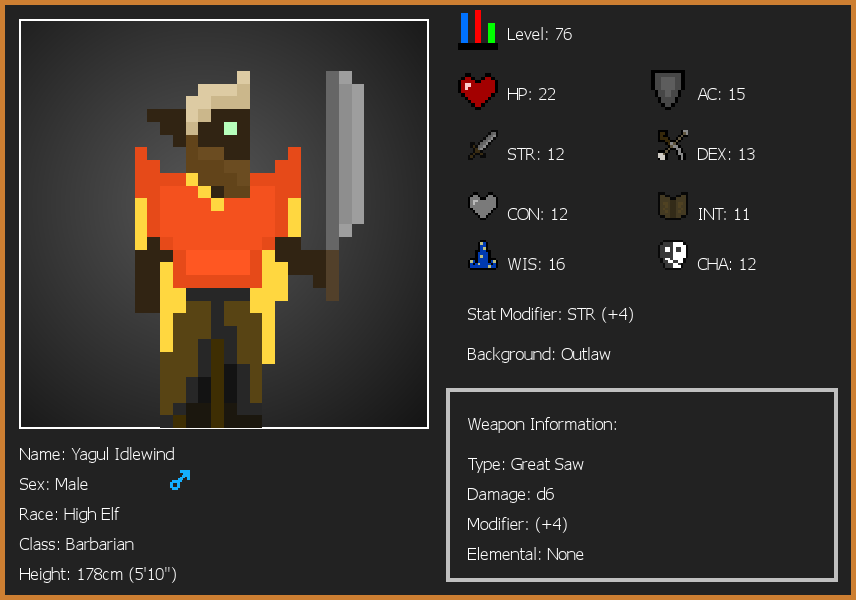 Level: 76
HP: 22
AC: 15
STR: 12
DEX: 13
CON: 12
INT: 11
WIS: 16
CHA: 12
Stat Modifier: STR (+4)
Background: Outlaw
Weapon Information:
Type: Great Saw
Damage: d6
Modifier: (+4)
Elemental: None
Name: Yagul Idlewind
Sex: Male
Race: High Elf
Class: Barbarian
Height: 178cm (5'10")